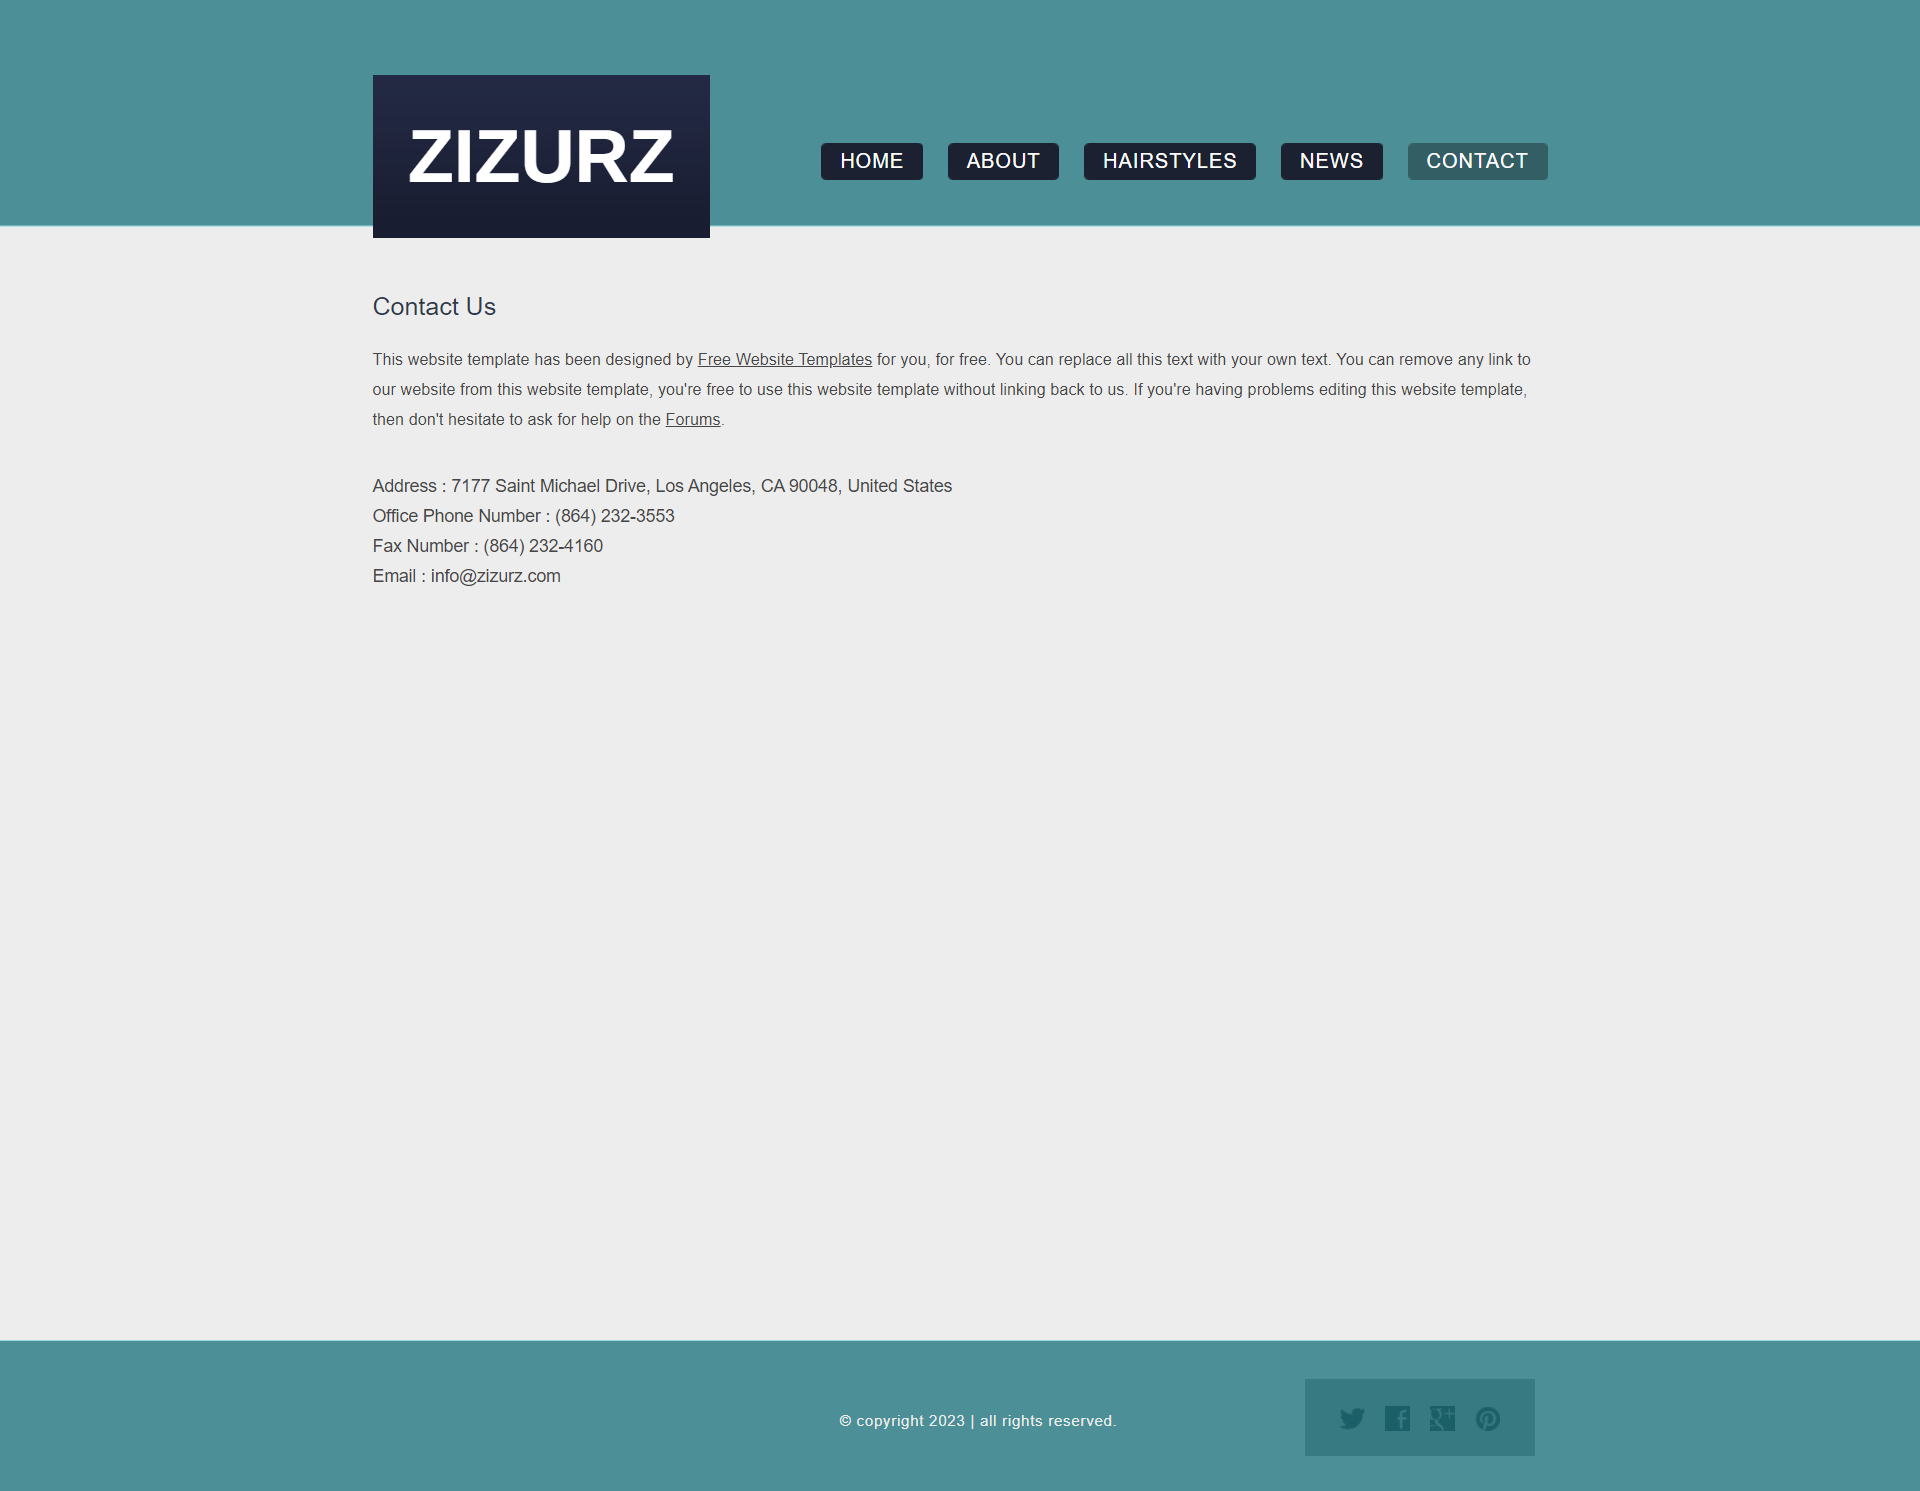 ZIZURZ
HOME ABOUT HAIRSTYLES NEWS CONTACT
Contact Us
This website template has been designed by Free Website Templates for you, for free. You can replace all this text with your own text. You can remove any link to
our website from this website template, you're free to use this website template without linking back to us. If you're having problems editing this website template,
then don't hesitate to ask for help on the Forums.
Address : 7177 Saint Michael Drive, Los Angeles, CA 90048, United States
Office Phone Number : (864) 232-3553
Fax Number : (864) 232-4160
Email : info@zizurz.com
© copyright 2023 | all rights reserved.